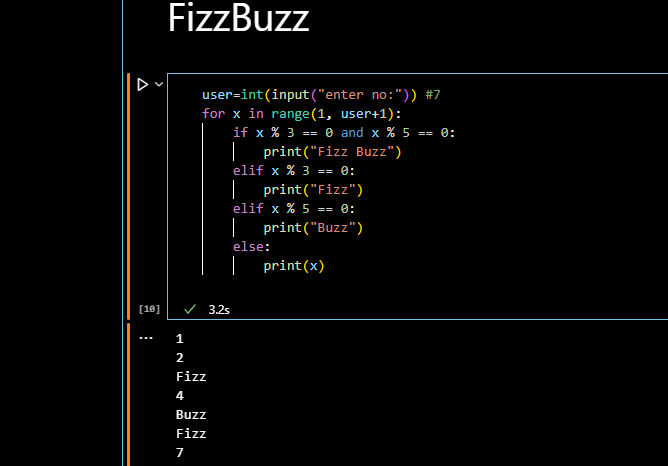 FizzBuzz
user=int(input("enter no:")) #7
for x in range(1, user+1):
    if x % 3 == 0 and x % 5 == 0:
        print("Fizz Buzz")
    elif x % 3 == 0:
        print("Fizz")
    elif x % 5 == 0:
        print("Buzz")
    else:
        print(x)
[10] 3.2s
1
2
Fizz
4
Buzz
Fizz
7